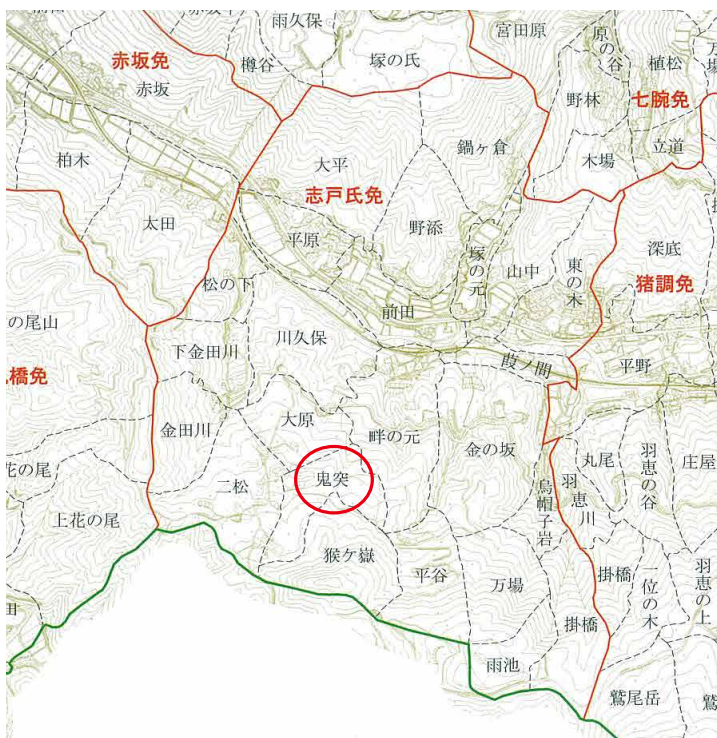 雨久保
宮田原
原の谷
万場
赤坂免
塚の氏
植松
樽谷
赤坂
野林
七腕免
鍋ヶ倉
立道
柏木
大平
木場
志戸氏免
太田
野添
平原
塚の元
山中
東の木
深底
松の下
猪調免
の尾山
前田
川久保
下金田川
葭ノ間
平野
橋免
大原
金田川
畔の元
金の坂
丸尾
羽恵の谷
庄屋
花の尾
鬼突
二松
烏帽子岩
羽恵川
上花の尾
猴ケ嶽
平谷
万場
掛橋
一位の木
羽恵の上
田
掛橋
雨池
鷲尾岳
鷲